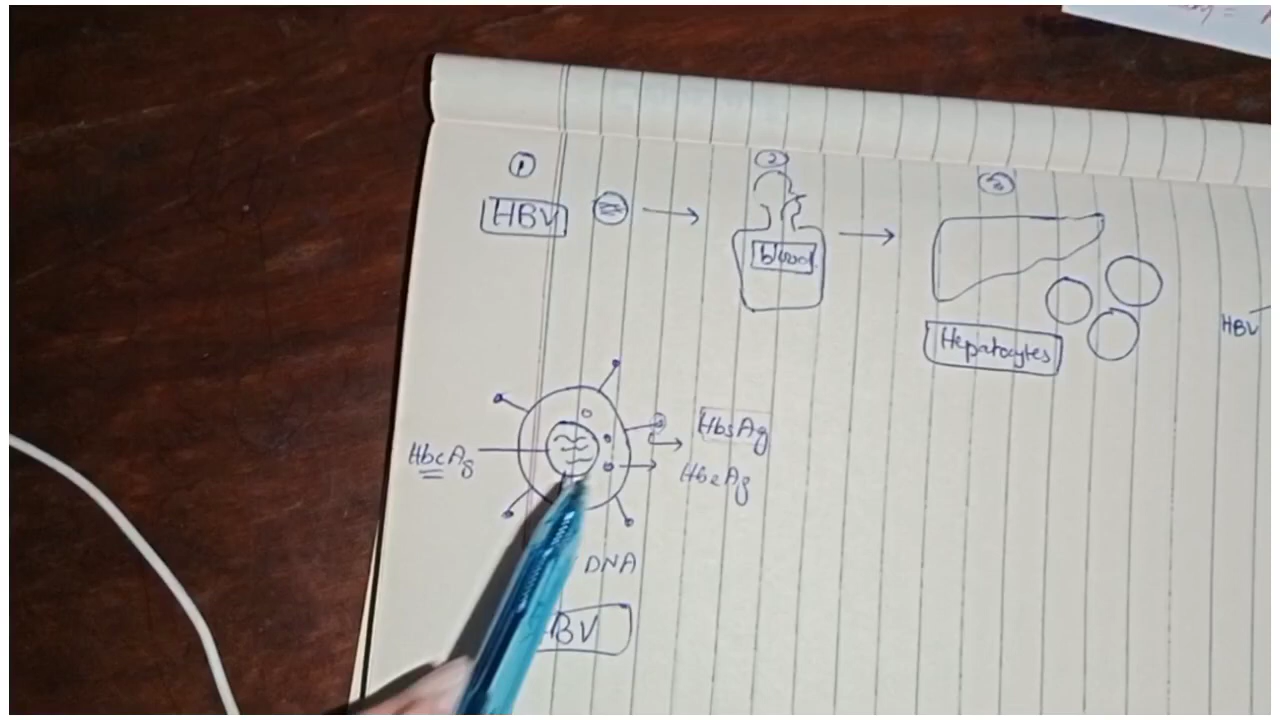 ①
HBV
②
blood
③
Hepatocytes
HBV
HbsAg
HbcAg
HbeAg
DNA
BV